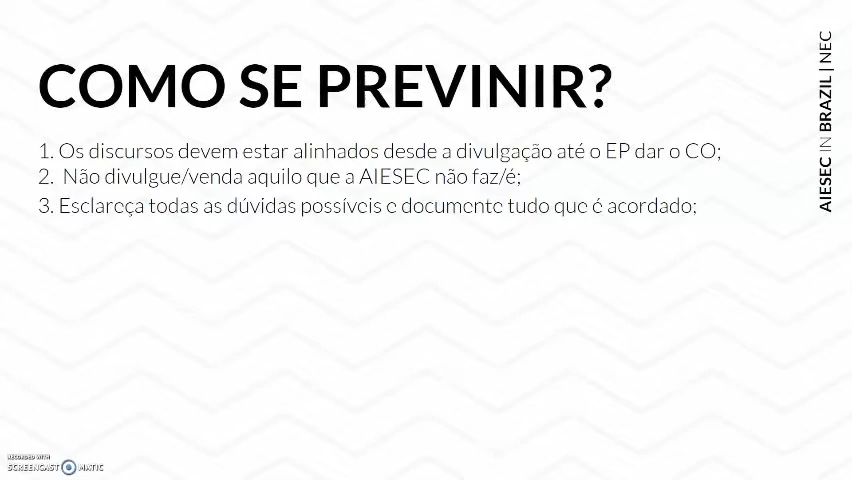 COMO SE PREVINIR?
1. Os discursos devem estar alinhados desde a divulgação até o EP dar o CO;
2. Não divulgue/venda aquilo que a AIESEC não faz/é;
3. Esclareça todas as dúvidas possíveis e documente tudo que é acordado;
AIESEC IN BRAZIL | NEC
RECORDED WITH
SCREENCAST MATIC